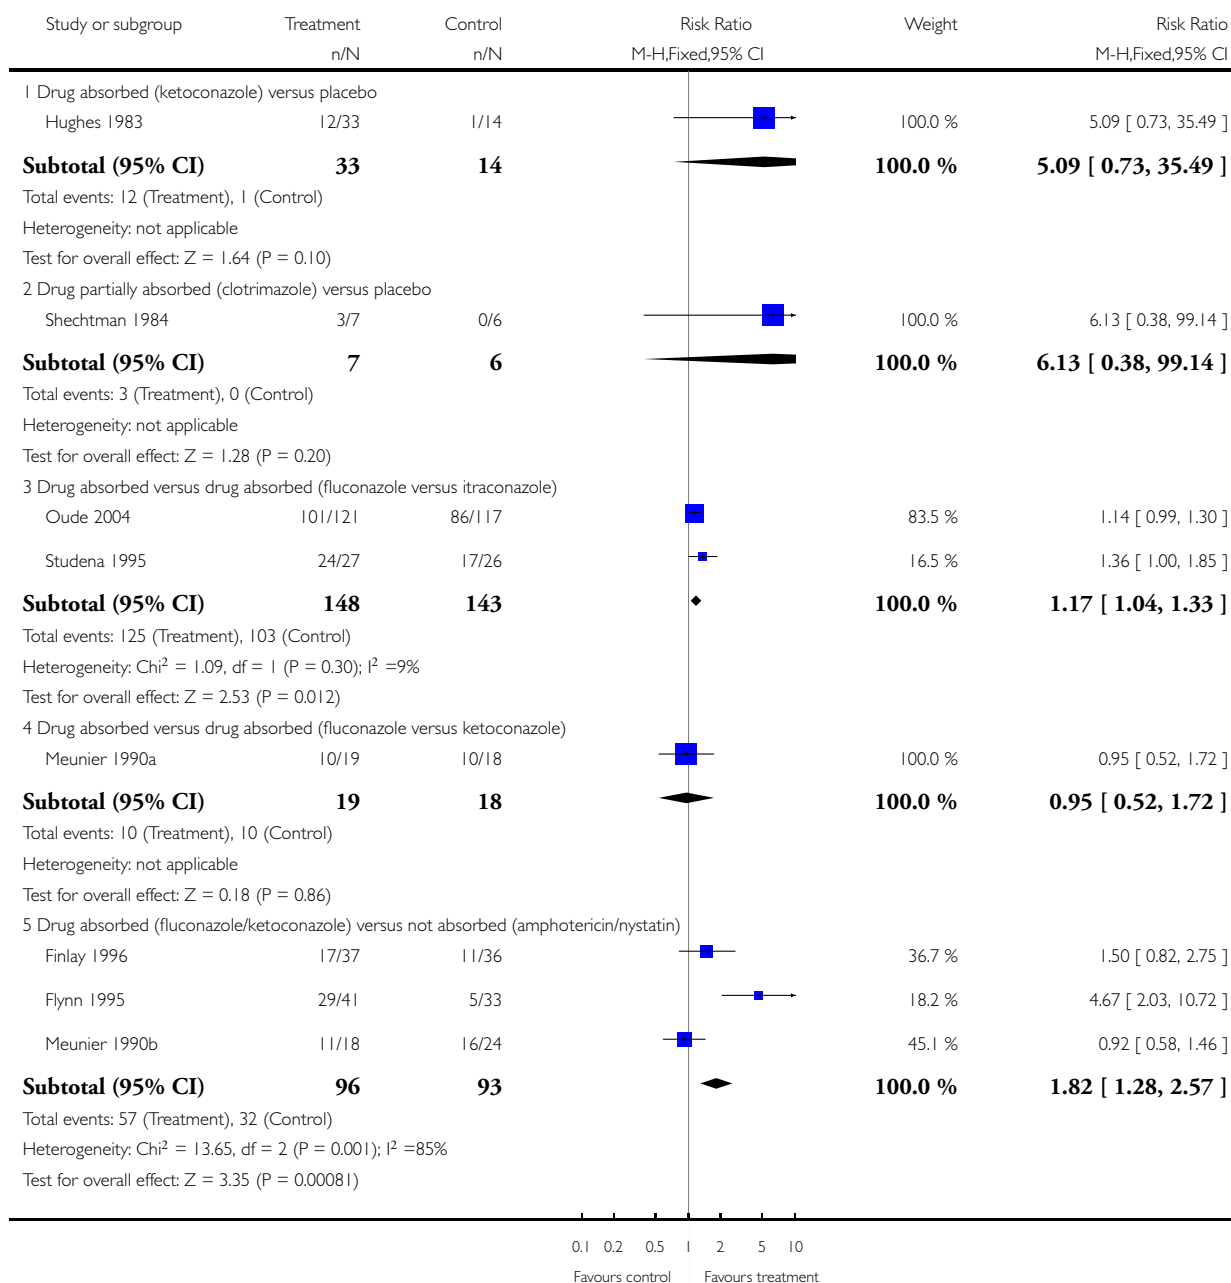 Study or subgroup Treatment Control Risk Ratio Weight Risk Ratio
n/N n/N M-H,Fixed,95% CI M-H,Fixed,95% CI
1 Drug absorbed (ketoconazole) versus placebo
Hughes 1983 12/33 1/14 100.0 % 5.09 [ 0.73, 35.49 ]
Subtotal (95% CI) 33 14 100.0 % 5.09 [ 0.73, 35.49 ]
Total events: 12 (Treatment), 1 (Control)
Heterogeneity: not applicable
Test for overall effect: Z = 1.64 (P = 0.10)
2 Drug partially absorbed (clotrimazole) versus placebo
Shechtman 1984 3/7 0/6 100.0 % 6.13 [ 0.38, 99.14 ]
Subtotal (95% CI) 7 6 100.0 % 6.13 [ 0.38, 99.14 ]
Total events: 3 (Treatment), 0 (Control)
Heterogeneity: not applicable
Test for overall effect: Z = 1.28 (P = 0.20)
3 Drug absorbed versus drug absorbed (fluconazole versus itraconazole)
Oude 2004 101/121 86/117 83.5 % 1.14 [ 0.99, 1.30 ]
Studena 1995 24/27 17/26 16.5 % 1.36 [ 1.00, 1.85 ]
Subtotal (95% CI) 148 143 100.0 % 1.17 [ 1.04, 1.33 ]
Total events: 125 (Treatment), 103 (Control)
Heterogeneity: Chi² = 1.09, df = 1 (P = 0.30); I² =9%
Test for overall effect: Z = 2.53 (P = 0.012)
4 Drug absorbed versus drug absorbed (fluconazole versus ketoconazole)
Meunier 1990a 10/19 10/18 100.0 % 0.95 [ 0.52, 1.72 ]
Subtotal (95% CI) 19 18 100.0 % 0.95 [ 0.52, 1.72 ]
Total events: 10 (Treatment), 10 (Control)
Heterogeneity: not applicable
Test for overall effect: Z = 0.18 (P = 0.86)
5 Drug absorbed (fluconazole/ketoconazole) versus not absorbed (amphotericin/nystatin)
Finlay 1996 17/37 11/36 36.7 % 1.50 [ 0.82, 2.75 ]
Flynn 1995 29/41 5/33 18.2 % 4.67 [ 2.03, 10.72 ]
Meunier 1990b 11/18 16/24 45.1 % 0.92 [ 0.58, 1.46 ]
Subtotal (95% CI) 96 93 100.0 % 1.82 [ 1.28, 2.57 ]
Total events: 57 (Treatment), 32 (Control)
Heterogeneity: Chi² = 13.65, df = 2 (P = 0.001); I² =85%
Test for overall effect: Z = 3.35 (P = 0.00081)
0.1 0.2 0.5 1 2 5 10
Favours control Favours treatment